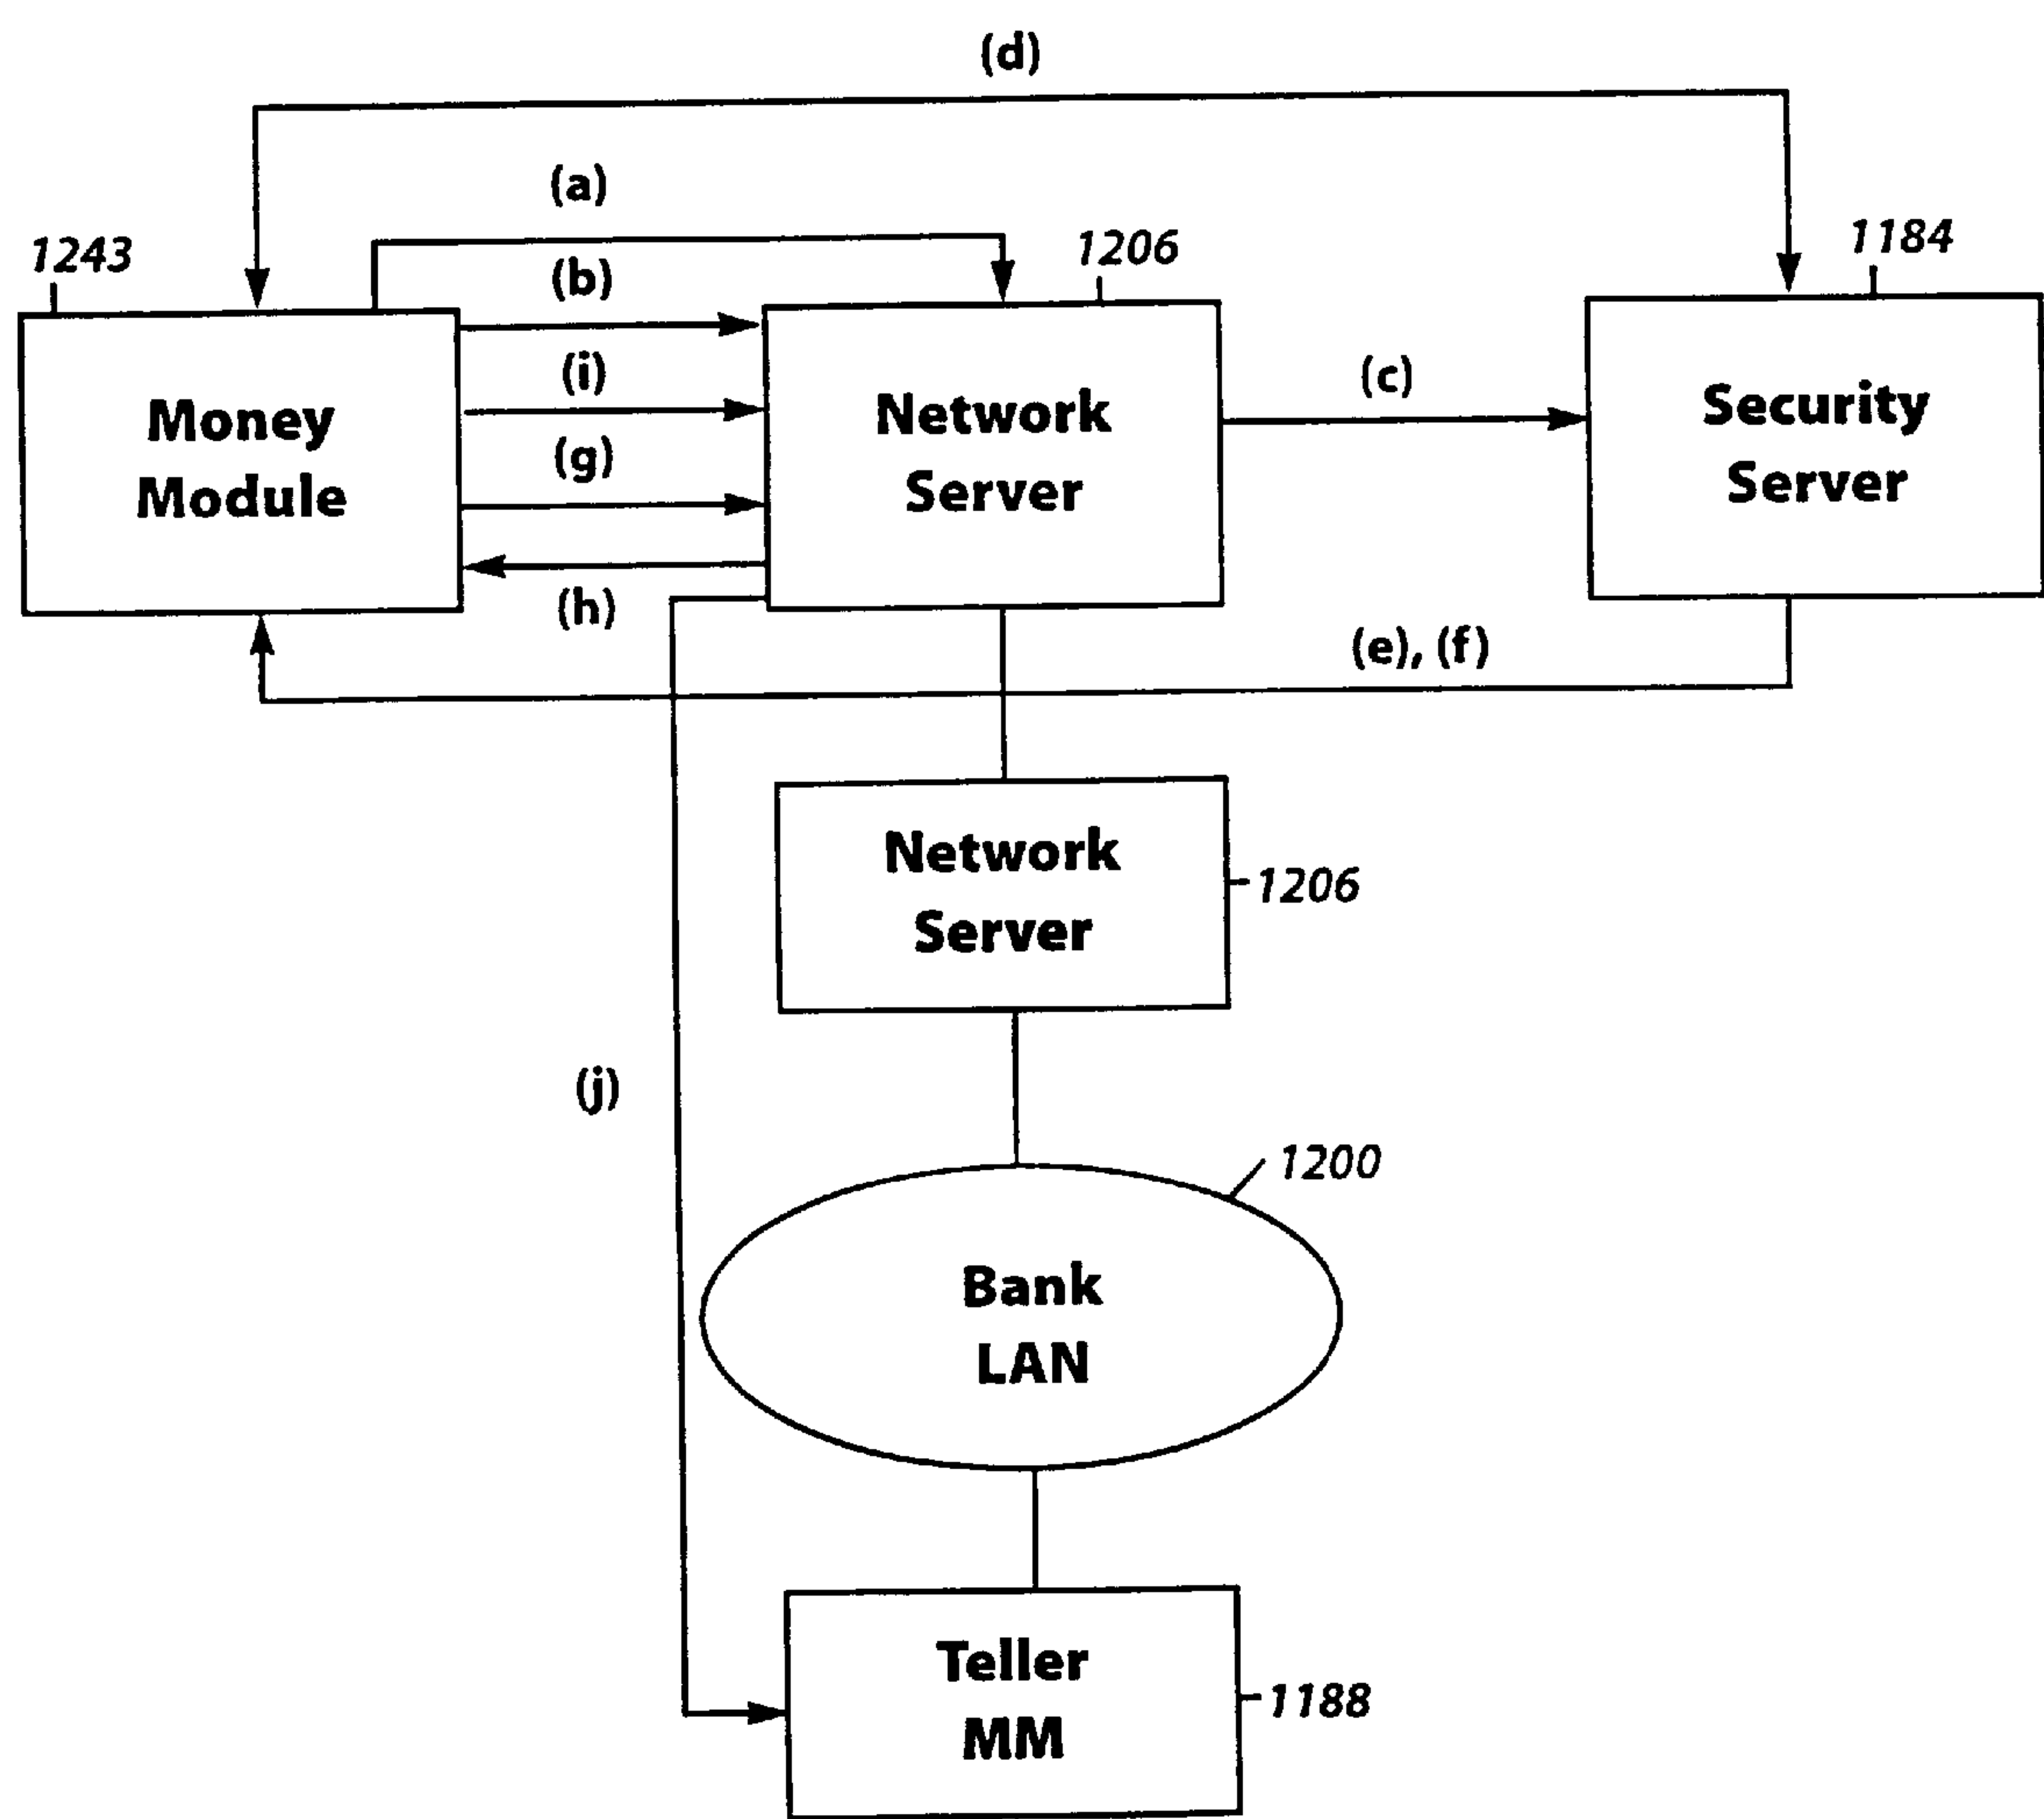 (d)
(a)
1243
1206
1184
(b)
(i)
(c)
(g)
(h)
Money
Module
Network
Server
Security
Server
(e), (f)
Network
Server
1206
(j)
1200
Bank
LAN
Teller
MM
1188